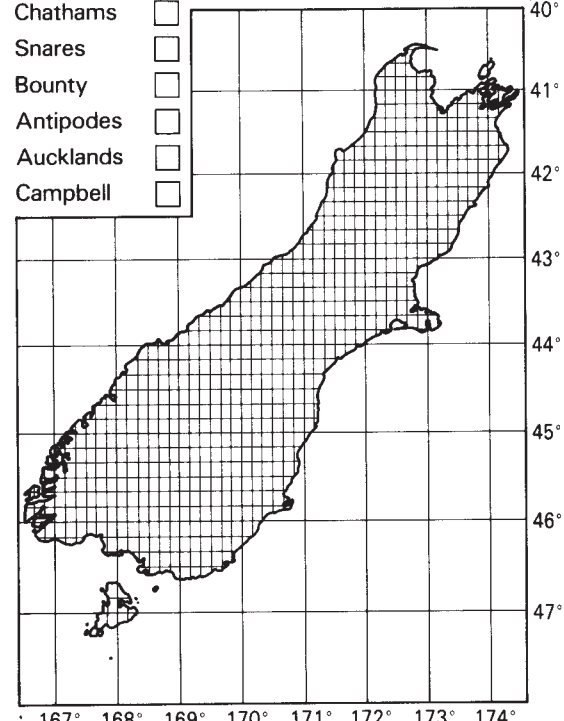 Chathams
Snares
Bounty
Antipodes
Aucklands
Campbell
40°
41°
42°
43°
44°
45°
46°
47°
167° 168° 169° 170° 171° 172° 173° 174°